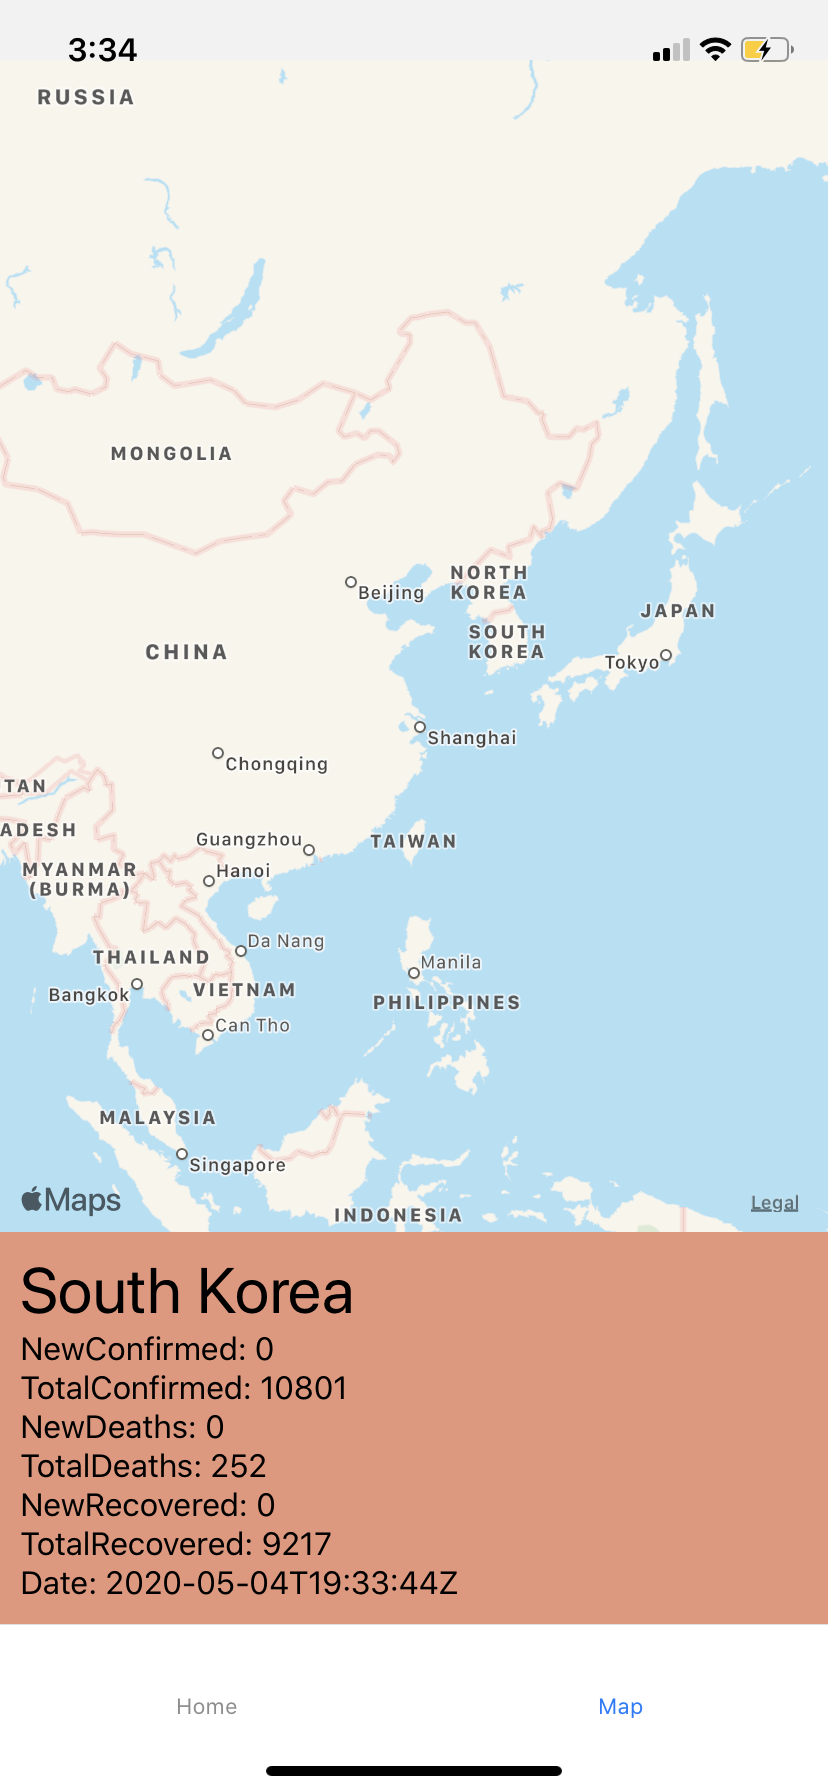 3:34
RUSSIA
MONGOLIA
NORTH
KOREA
Beijing
JAPAN
SOUTH
KOREA
CHINA
Tokyo
Shanghai
Chongqing
TAN
ADESH
Guangzhou
TAIWAN
MYANMAR
(BURMA)
Hanoi
Da Nang
THAILAND
Manila
VIETNAM
Bangkok
PHILIPPINES
Can Tho
MALAYSIA
Singapore
Maps
Legal
INDONESIA
South Korea
NewConfirmed: 0
TotalConfirmed: 10801
NewDeaths: 0
TotalDeaths: 252
NewRecovered: 0
TotalRecovered: 9217
Date: 2020-05-04T19:33:44Z
Home
Map